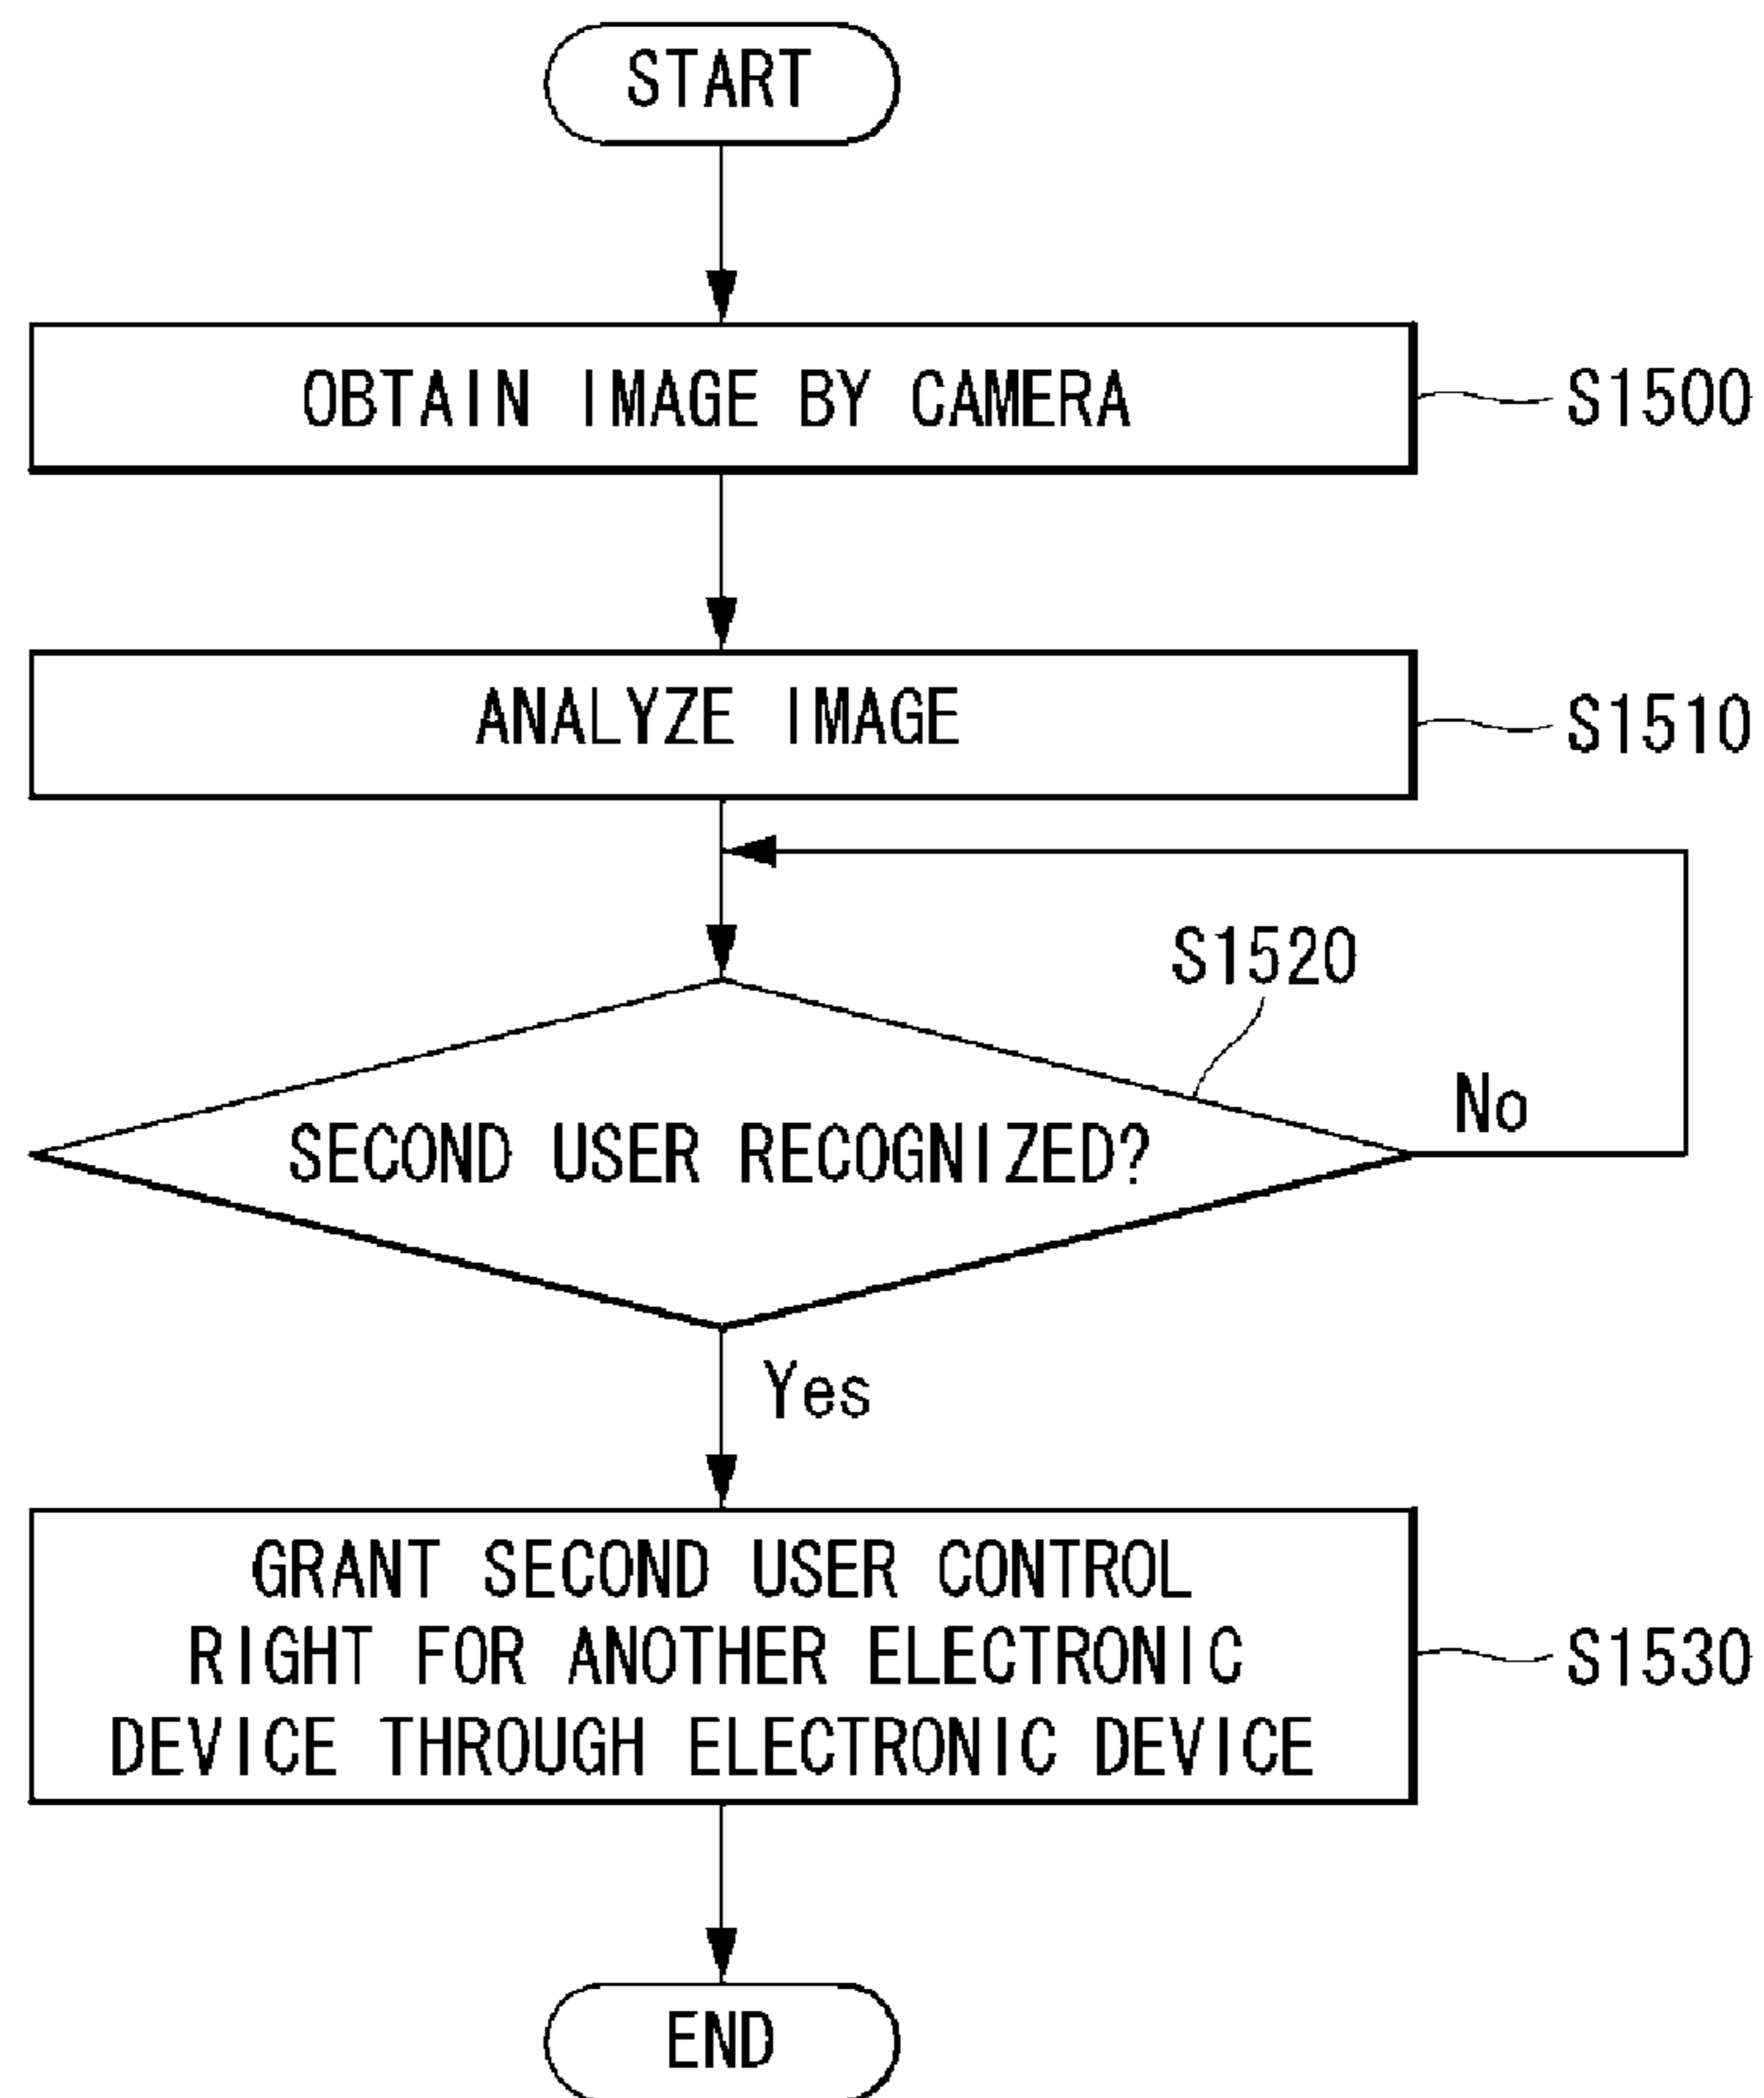 START
OBTAIN IMAGE BY CAMERA
S1500
ANALYZE IMAGE
S1510
S1520
No
SECOND USER RECOGNIZED?
Yes
GRANT SECOND USER CONTROL
RIGHT FOR ANOTHER ELECTRONIC
DEVICE THROUGH ELECTRONIC DEVICE
S1530
END